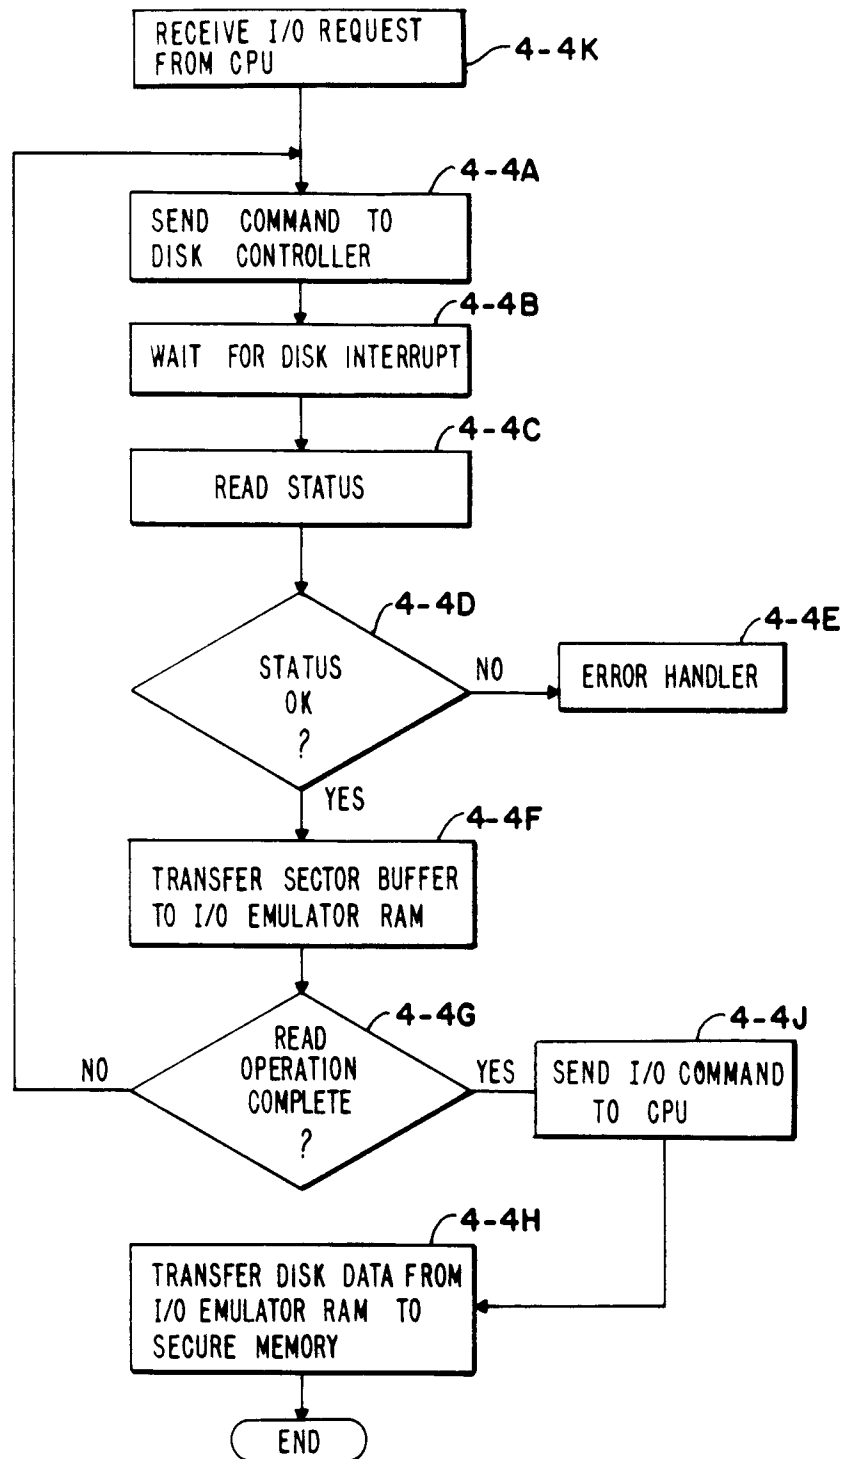 RECEIVE I/O REQUEST
FROM CPU
4-4K
4-4A
SEND COMMAND TO
DISK CONTROLLER
4-4B
WAIT FOR DISK INTERRUPT
4-4C
READ STATUS
4-4D
STATUS
OK
?
NO
4-4E
ERROR HANDLER
YES
4-4F
TRANSFER SECTOR BUFFER
TO I/O EMULATOR RAM
4-4G
READ
OPERATION
COMPLETE
?
NO
YES
4-4J
SEND I/O COMMAND
TO CPU
4-4H
TRANSFER DISK DATA FROM
I/O EMULATOR RAM TO
SECURE MEMORY
END